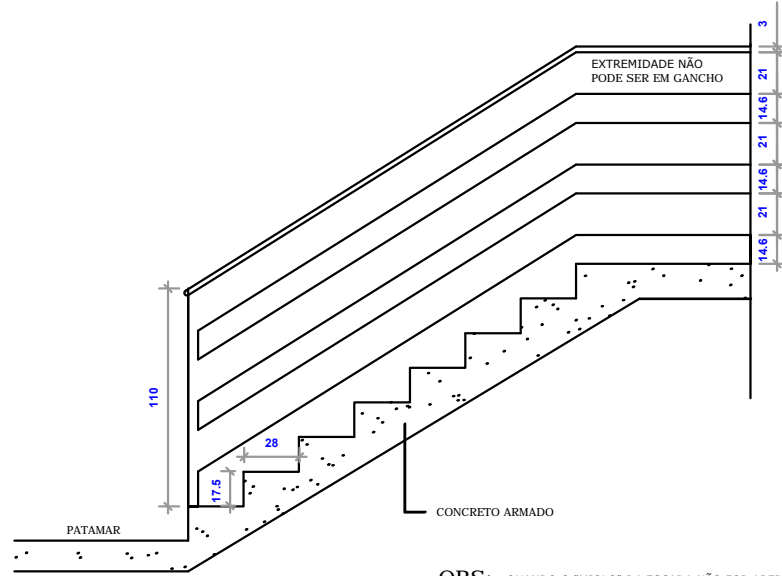 3
EXTREMIDADE NÃO
PODE SER EM GANCHO
21
14.6
21
14.6
21
14.6
110
28
17.5
CONCRETO ARMADO
PATAMAR
OBS: